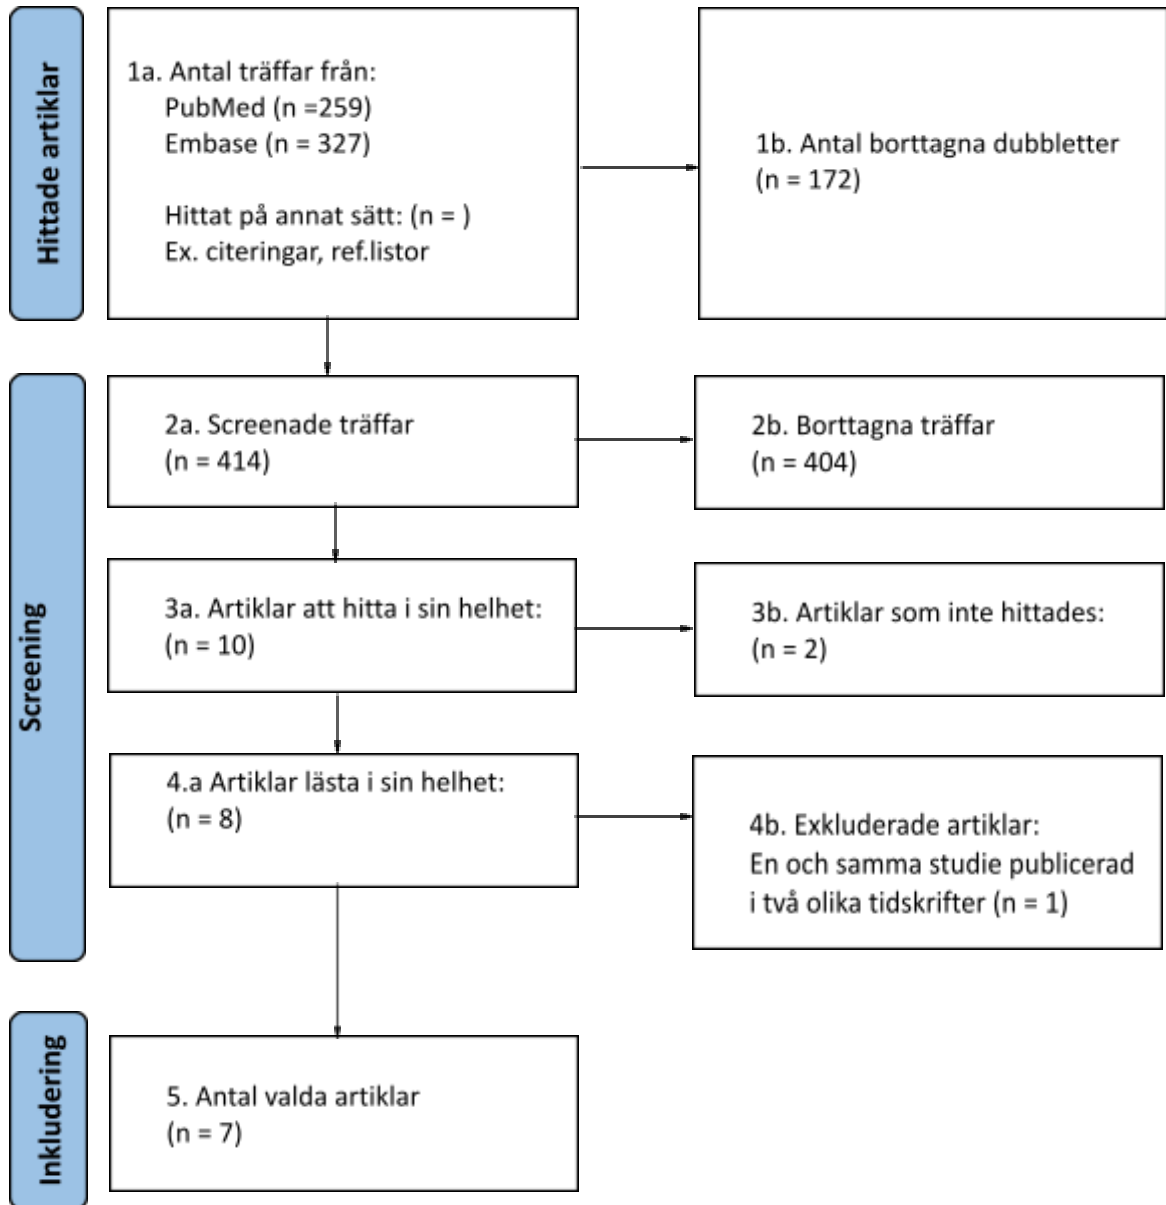 Hittade artiklar
1a. Antal träffar från:
PubMed (n =259)
Embase (n = 327)
Hittat på annat sätt: (n = )
Ex. citeringar, ref.listor
1b. Antal borttagna dubbletter
(n = 172)
Screening
2a. Screenade träffar
(n = 414)
2b. Borttagna träffar
(n = 404)
3a. Artiklar att hitta i sin helhet:
(n = 10)
3b. Artiklar som inte hittades:
(n = 2)
4.a Artiklar lästa i sin helhet:
(n = 8)
4b. Exkluderade artiklar:
En och samma studie publicerad
i två olika tidskrifter (n = 1)
Inkludering
5. Antal valda artiklar
(n = 7)